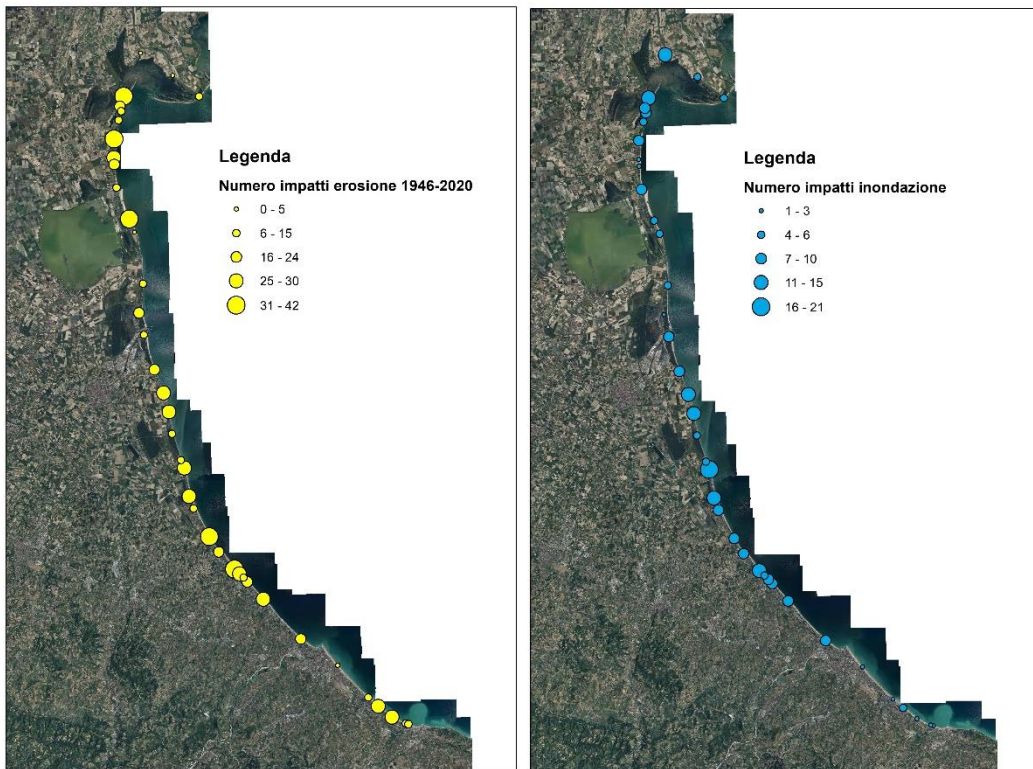 Legenda
Numero impatti erosione 1946-2020
0 - 5
6 - 15
16 - 24
25 - 30
31 - 42
Legenda
Numero impatti inondazione
1 - 3
4 - 6
7 - 10
11 - 15
16 - 21